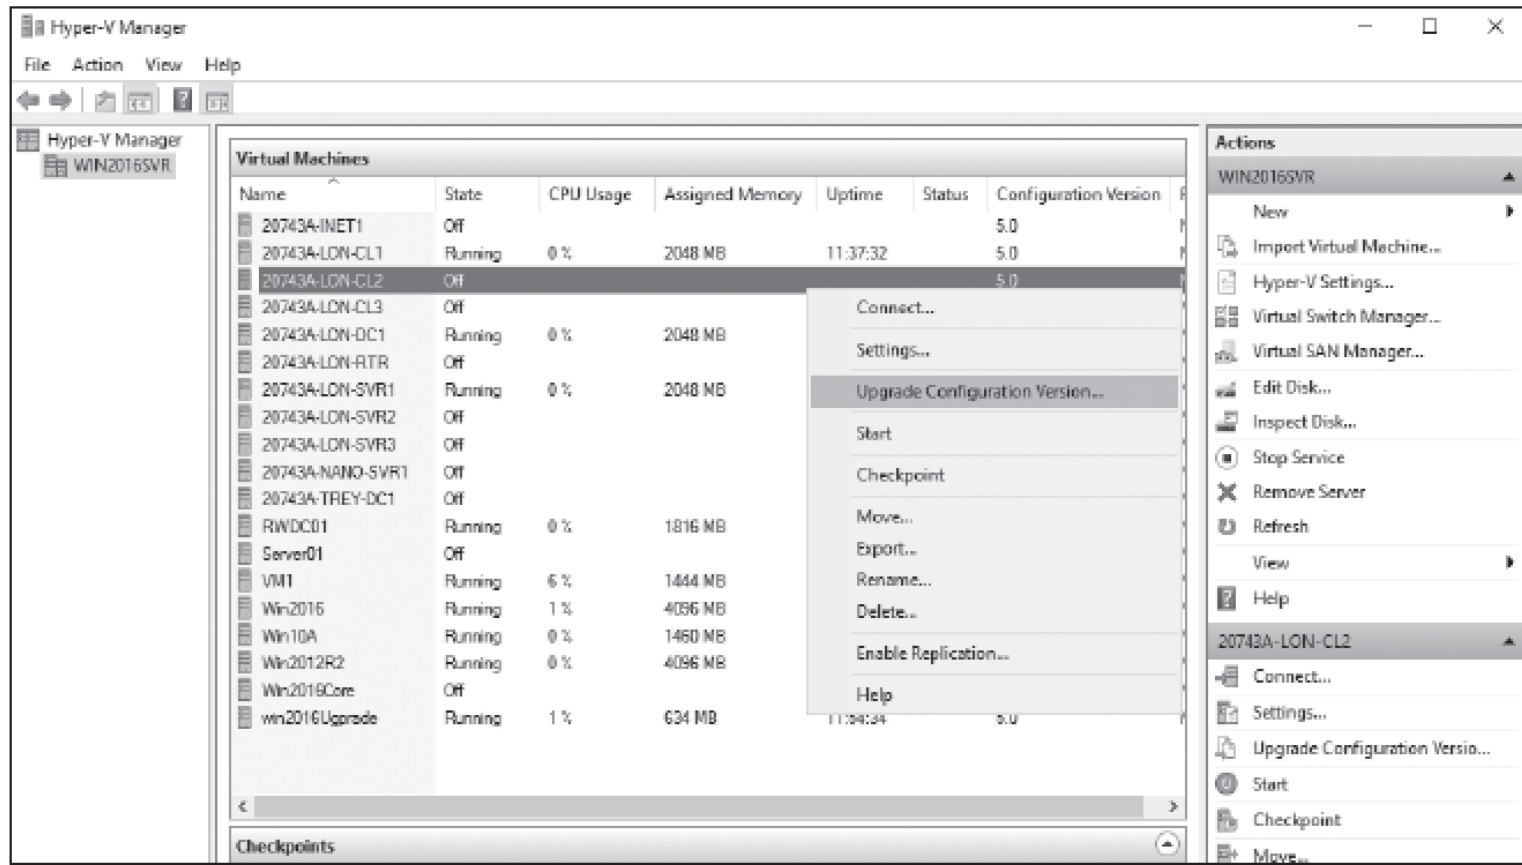 Hyper-V Manager
File Action View Help
Hyper-V Manager
WIN2016SVR
Virtual Machines
Name State CPU Usage Assigned Memory Uptime Status Configuration Version
20743A-INET1 Off 5.0
20743A-LON-CL1 Running 0 % 2048 MB 11:37:32 5.0
20743A-LON-CL2 Off 5.0
20743A-LON-CL3 Off
20743A-LON-DC1 Running 0 % 2048 MB
20743A-LON-RTR Off
20743A-LON-SVR1 Running 0 % 2048 MB
20743A-LON-SVR2 Off
20743A-LON-SVR3 Off
20743A-NANO-SVR1 Off
20743A-TREY-DC1 Off
RWDC01 Running 0 % 1816 MB
Server01 Off
VM1 Running 6 % 1444 MB
Win2016 Running 1 % 4096 MB
Win10A Running 0 % 1460 MB
Win2012R2 Running 0 % 4096 MB
Win2016Core Off
win2016Ugprade Running 1 % 634 MB 11:54:34 5.0
Connect...
Settings...
Upgrade Configuration Version...
Start
Checkpoint
Move...
Export...
Rename...
Delete...
Enable Replication...
Help
Checkpoints
Actions
WIN2016SVR
New
Import Virtual Machine...
Hyper-V Settings...
Virtual Switch Manager...
Virtual SAN Manager...
Edit Disk...
Inspect Disk...
Stop Service
Remove Server
Refresh
View
Help
20743A-LON-CL2
Connect...
Settings...
Upgrade Configuration Versio...
Start
Checkpoint
Move...